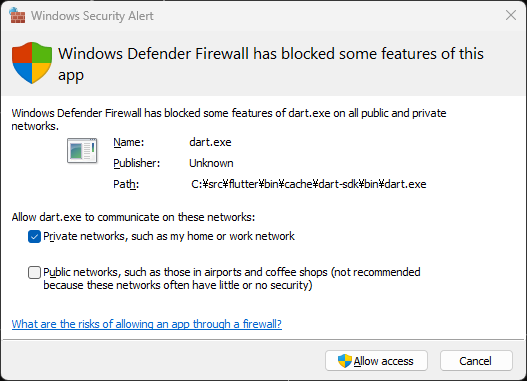 Windows Security Alert
Windows Defender Firewall has blocked some features of this
app
Windows Defender Firewall has blocked some features of dart.exe on all public and private
networks.
Name: dart.exe
Publisher: Unknown
Path: C:¥src¥flutter¥bin¥cache¥dart-sdk¥bin¥dart.exe
Allow dart.exe to communicate on these networks:
Private networks, such as my home or work network
Public networks, such as those in airports and coffee shops (not recommended
because these networks often have little or no security)
What are the risks of allowing an app through a firewall?
Allow access Cancel